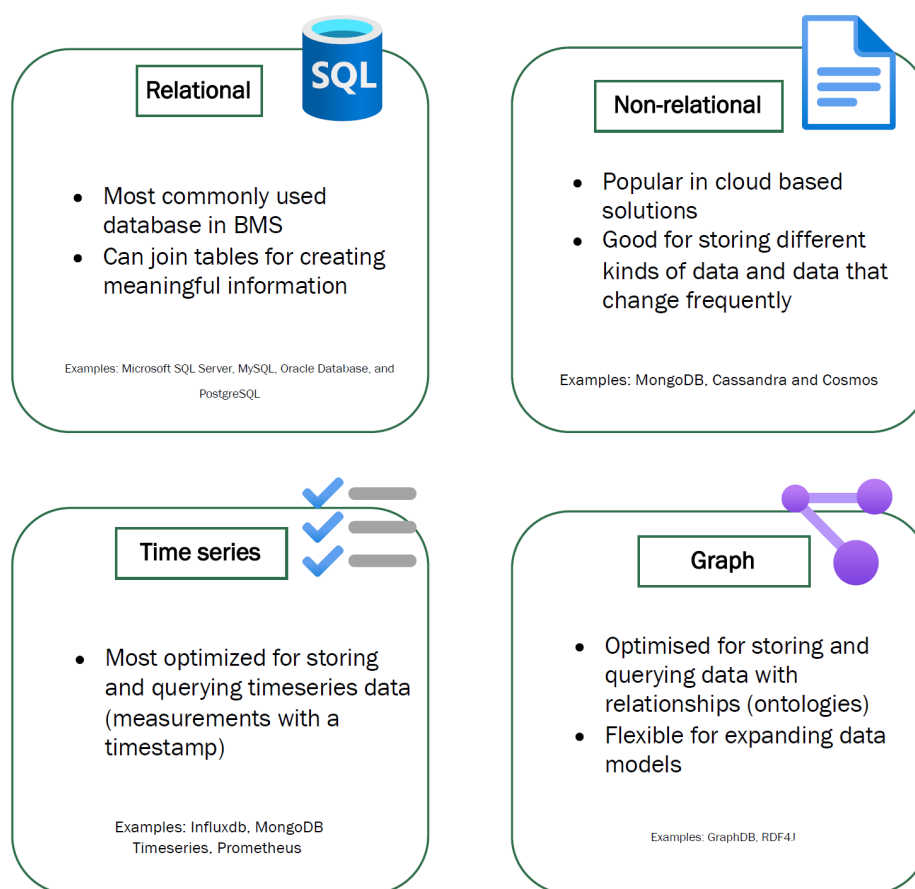 Relational
SQL
• Most commonly used
database in BMS
• Can join tables for creating
meaningful information
Examples: Microsoft SQL Server, MySQL, Oracle Database, and
PostgreSQL
Non-relational
• Popular in cloud based
solutions
• Good for storing different
kinds of data and data that
change frequently
Examples: MongoDB, Cassandra and Cosmos
Time series
• Most optimized for storing
and querying timeseries data
(measurements with a
timestamp)
Examples: Influxdb, MongoDB
Timeseries, Prometheus
Graph
• Optimised for storing and
querying data with
relationships (ontologies)
• Flexible for expanding data
models
Examples: GraphDB, RDF4J